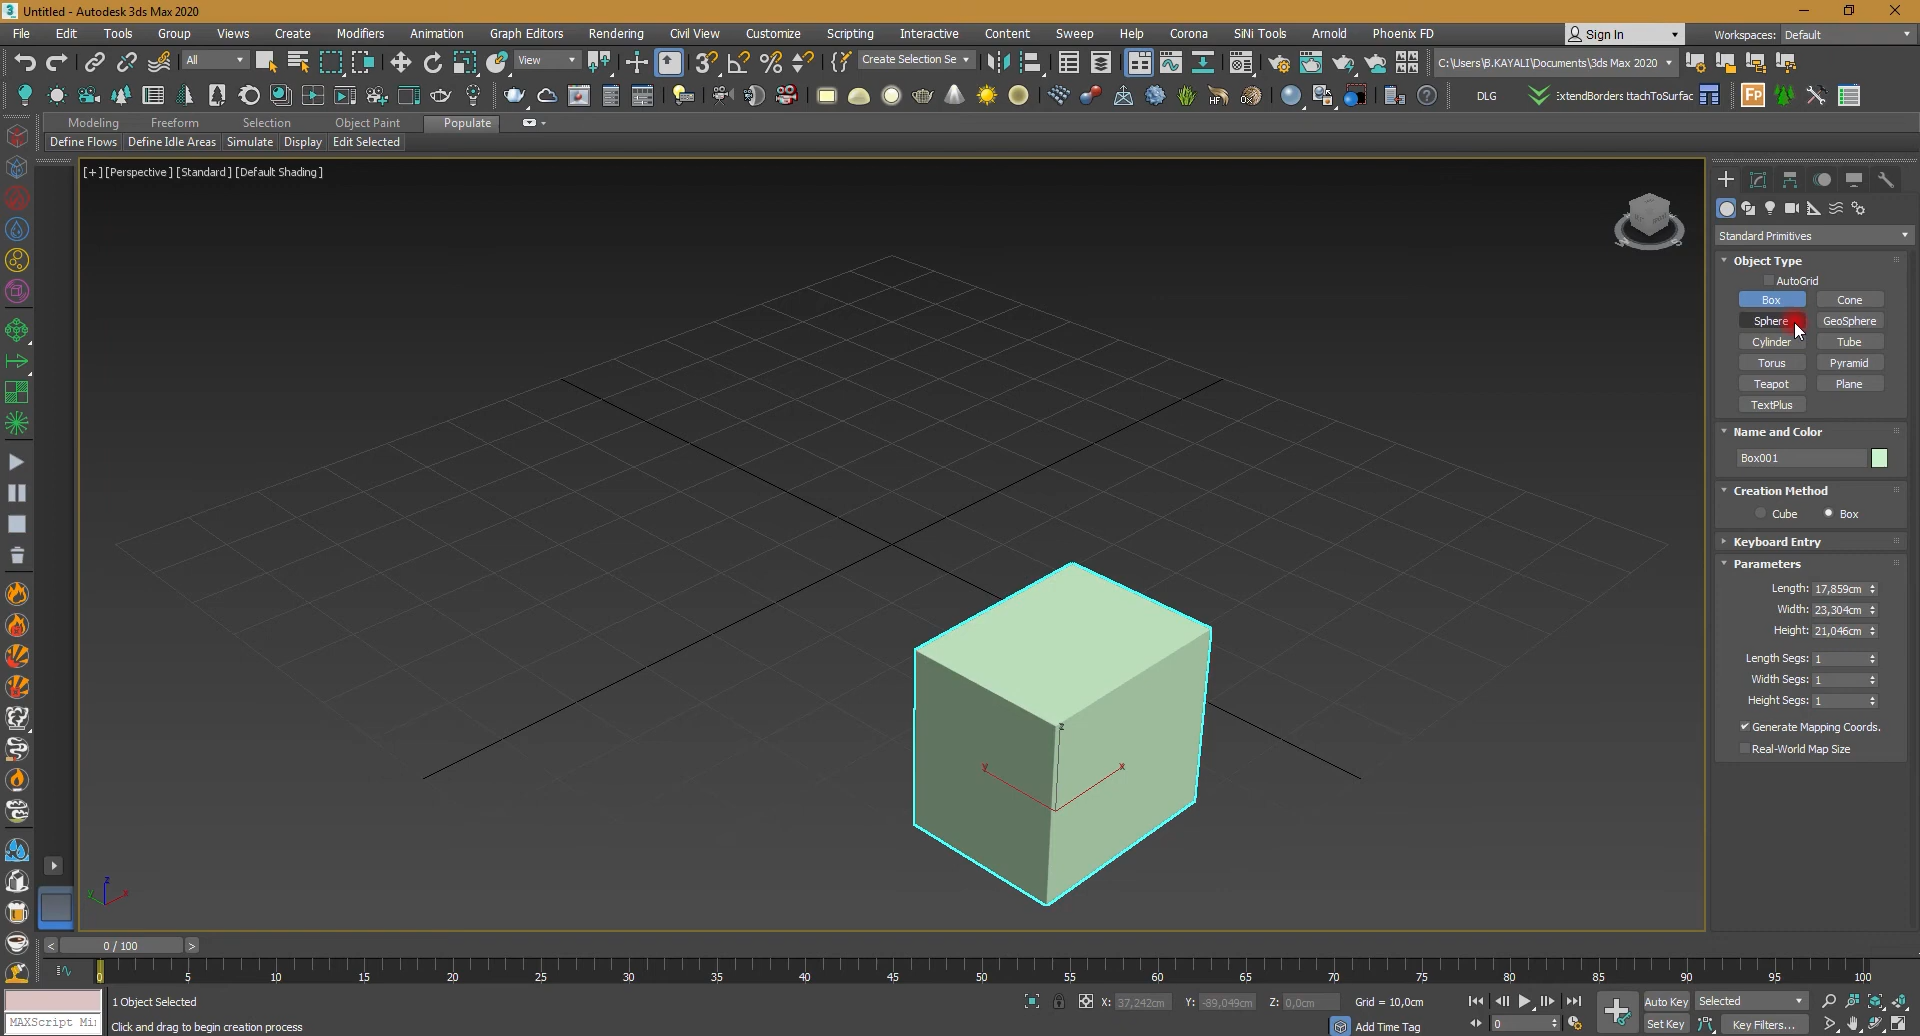 Untitled - Autodesk 3ds Max 2020
File Edit Tools Group Views Create Modifiers Animation Graph Editors Rendering Civil View Customize Scripting Interactive Content Sweep Help Corona SiNi Tools Arnold Phoenix FD Sign In Workspaces: Default
All View Create Selection Se C:\Users\B.KAYALI\Documents\3ds Max 2020
DLG ExtendBorders ttachToSurfac FP
Modeling Freeform Selection Object Paint Populate
Define Flows Define Idle Areas Simulate Display Edit Selected
[+] [Perspective ] [Standard ] [Default Shading ]
Standard Primitives
Object Type
AutoGrid
Box Cone
Sphere GeoSphere
Cylinder Tube
Torus Pyramid
Teapot Plane
TextPlus
Name and Color
Box001
Creation Method
Cube Box
Keyboard Entry
Parameters
Length: 17,859cm
Width: 23,304cm
Height: 21,046cm
Length Segs: 1
Width Segs: 1
Height Segs: 1
Generate Mapping Coords.
Real-World Map Size
z
y x
z
y x
< 0 / 100 >
0 5 10 15 20 25 30 35 40 45 50 55 60 65 70 75 80 85 90 95 100
1 Object Selected X: 37,242cm Y: -89,049cm Z: 0,0cm Grid = 10,0cm Auto Key Selected
MAXScript Mi Click and drag to begin creation process Add Time Tag 0 Set Key Key Filters...